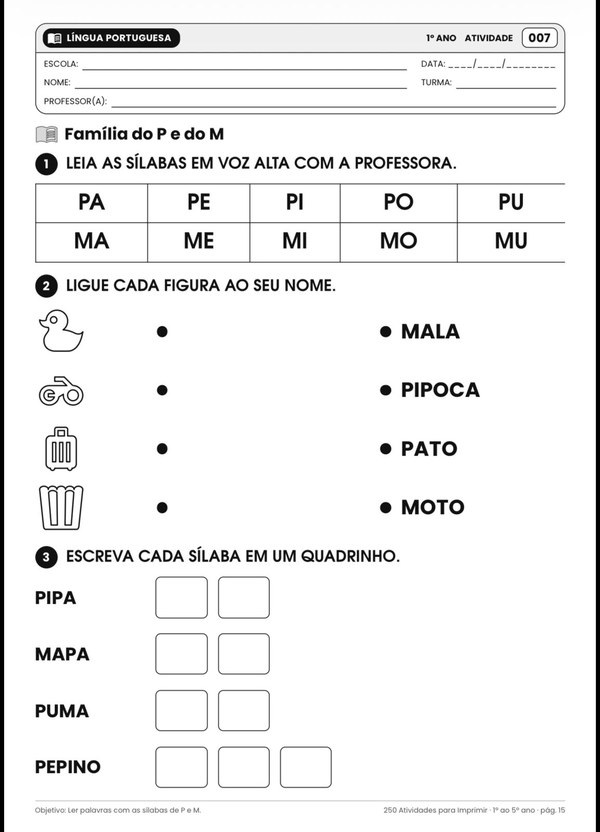 LÍNGUA PORTUGUESA
1º ANO ATIVIDADE 007
ESCOLA: DATA: ____/____/________
NOME: TURMA:
PROFESSOR(A):
Família do P e do M
1 LEIA AS SÍLABAS EM VOZ ALTA COM A PROFESSORA.
PA PE PI PO PU
MA ME MI MO MU
2 LIGUE CADA FIGURA AO SEU NOME.
MALA
PIPOCA
PATO
MOTO
3 ESCREVA CADA SÍLABA EM UM QUADRINHO.
PIPA
MAPA
PUMA
PEPINO
Objetivo: Ler palavras com as sílabas de P e M.
250 Atividades para Imprimir · 1º ao 5º ano · pág. 15